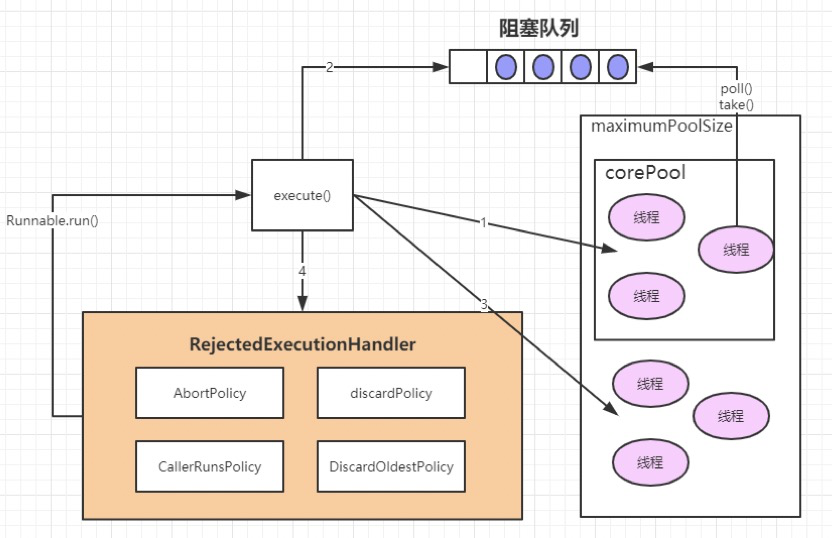 阻塞队列
2
poll()
take()
maximumPoolSize
corePool
execute()
线程
Runnable.run()
1
线程
4
线程
3
RejectedExecutionHandler
AbortPolicy
discardPolicy
线程
线程
CallerRunsPolicy
DiscardOldestPolicy
线程